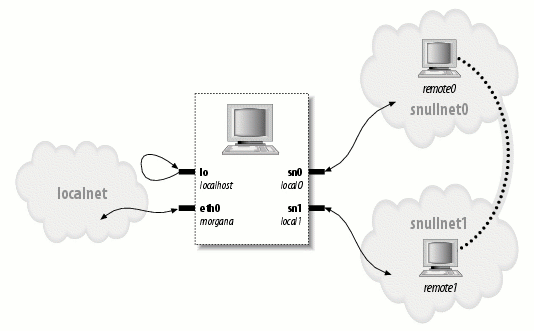 remote0
snullnet0
localnet
lo
localhost
eth0
morgana
sn0
local0
sn1
local1
snullnet1
remote1